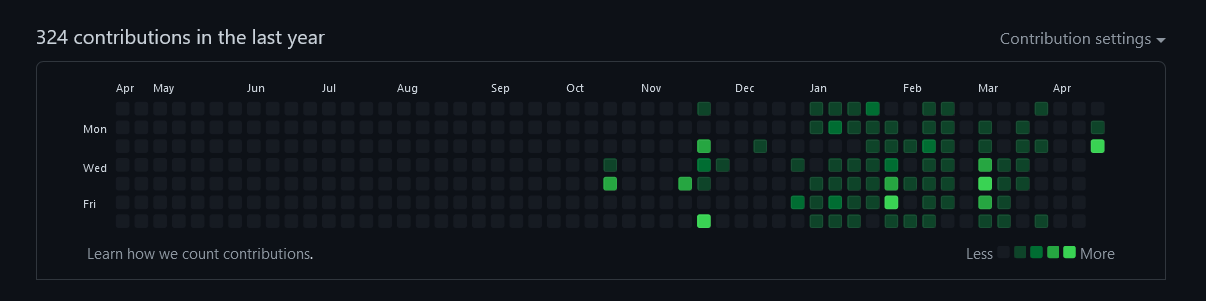 324 contributions in the last year
Contribution settings
Apr May Jun Jul Aug Sep Oct Nov Dec Jan Feb Mar Apr
Mon
Wed
Fri
Learn how we count contributions.
Less More